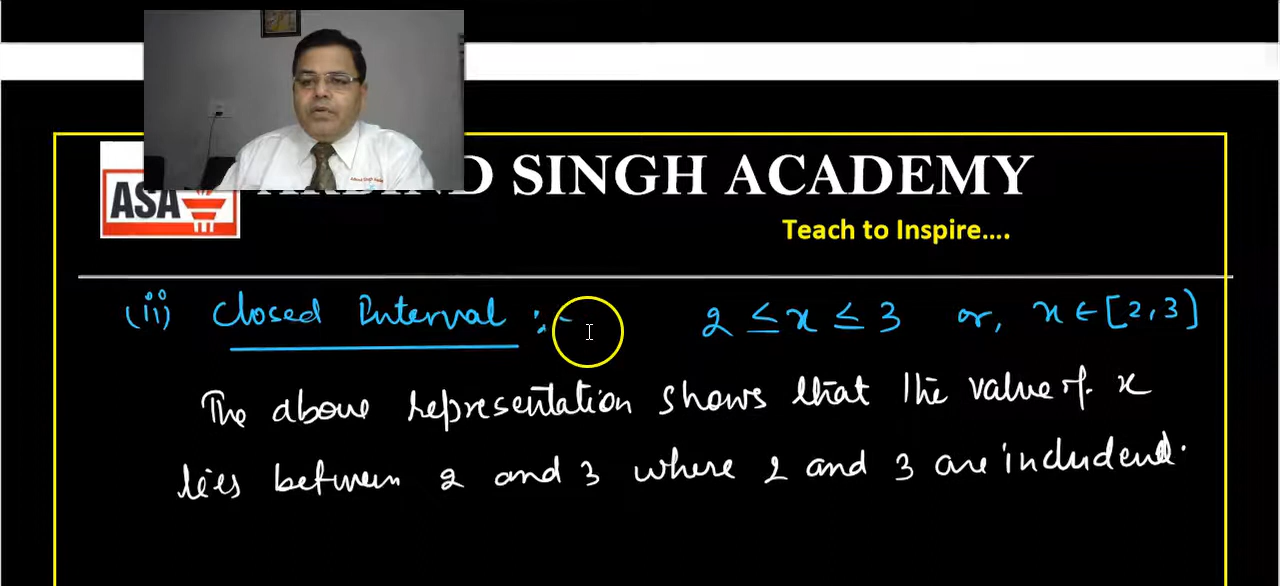 SINGH ACADEMY
ASA
Teach to Inspire....
(ii) Closed Interval :- 2 ≤ x ≤ 3 or, x ∈ [2,3]
The above representation shows that the value of x
lies between 2 and 3 where 2 and 3 are included.